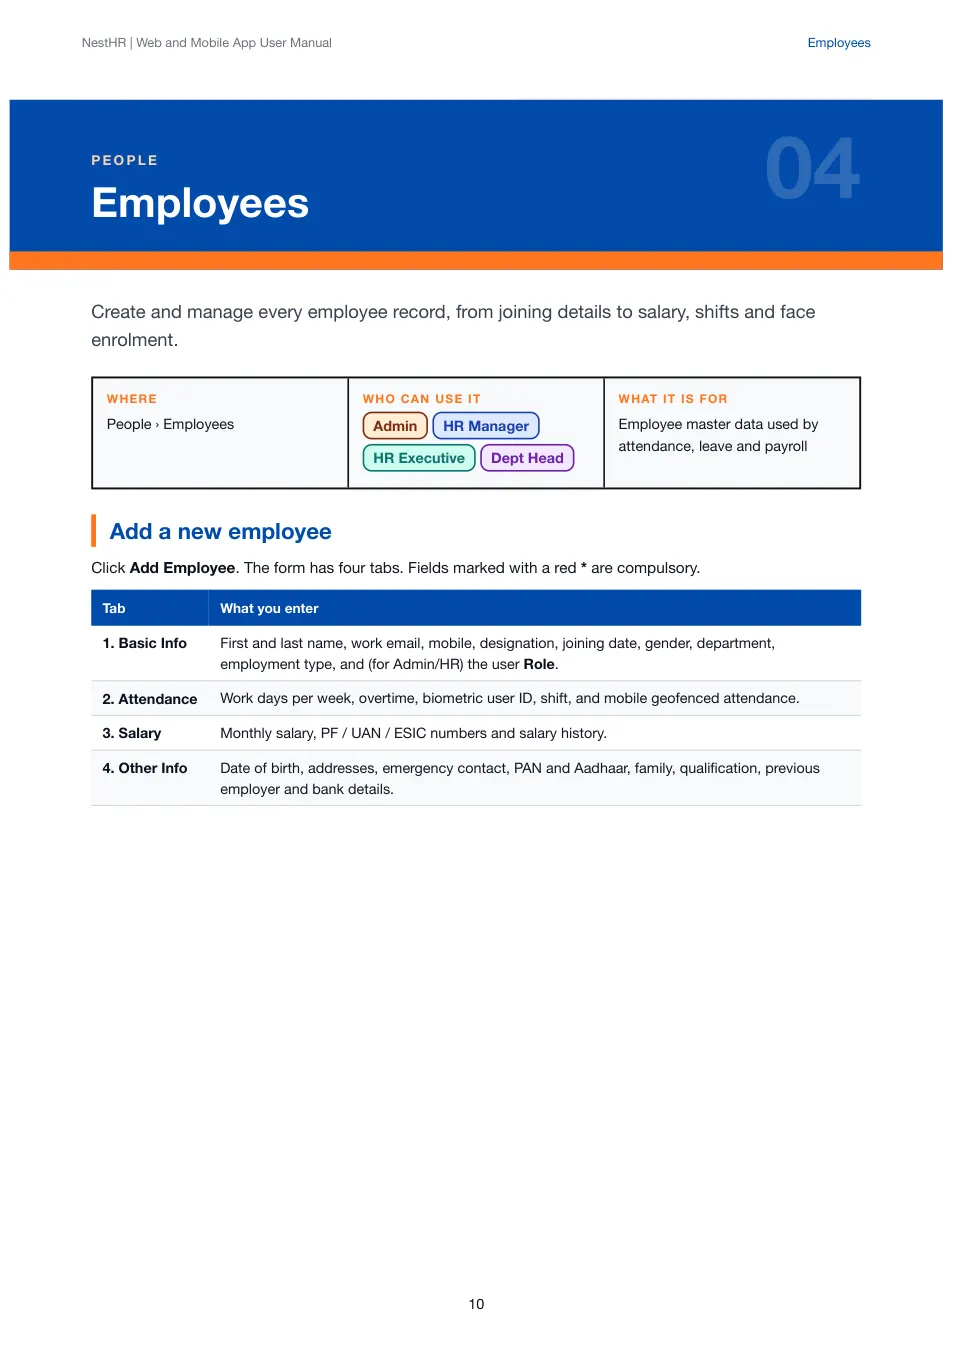 NestHR | Web and Mobile App User Manual
Employees
PEOPLE
04
Employees
Create and manage every employee record, from joining details to salary, shifts and face
enrolment.
WHERE
People › Employees
WHO CAN USE IT
Admin HR Manager
HR Executive Dept Head
WHAT IT IS FOR
Employee master data used by
attendance, leave and payroll
Add a new employee
Click Add Employee. The form has four tabs. Fields marked with a red * are compulsory.
Tab What you enter
1. Basic Info First and last name, work email, mobile, designation, joining date, gender, department,
employment type, and (for Admin/HR) the user Role.
2. Attendance Work days per week, overtime, biometric user ID, shift, and mobile geofenced attendance.
3. Salary Monthly salary, PF / UAN / ESIC numbers and salary history.
4. Other Info Date of birth, addresses, emergency contact, PAN and Aadhaar, family, qualification, previous
employer and bank details.
10